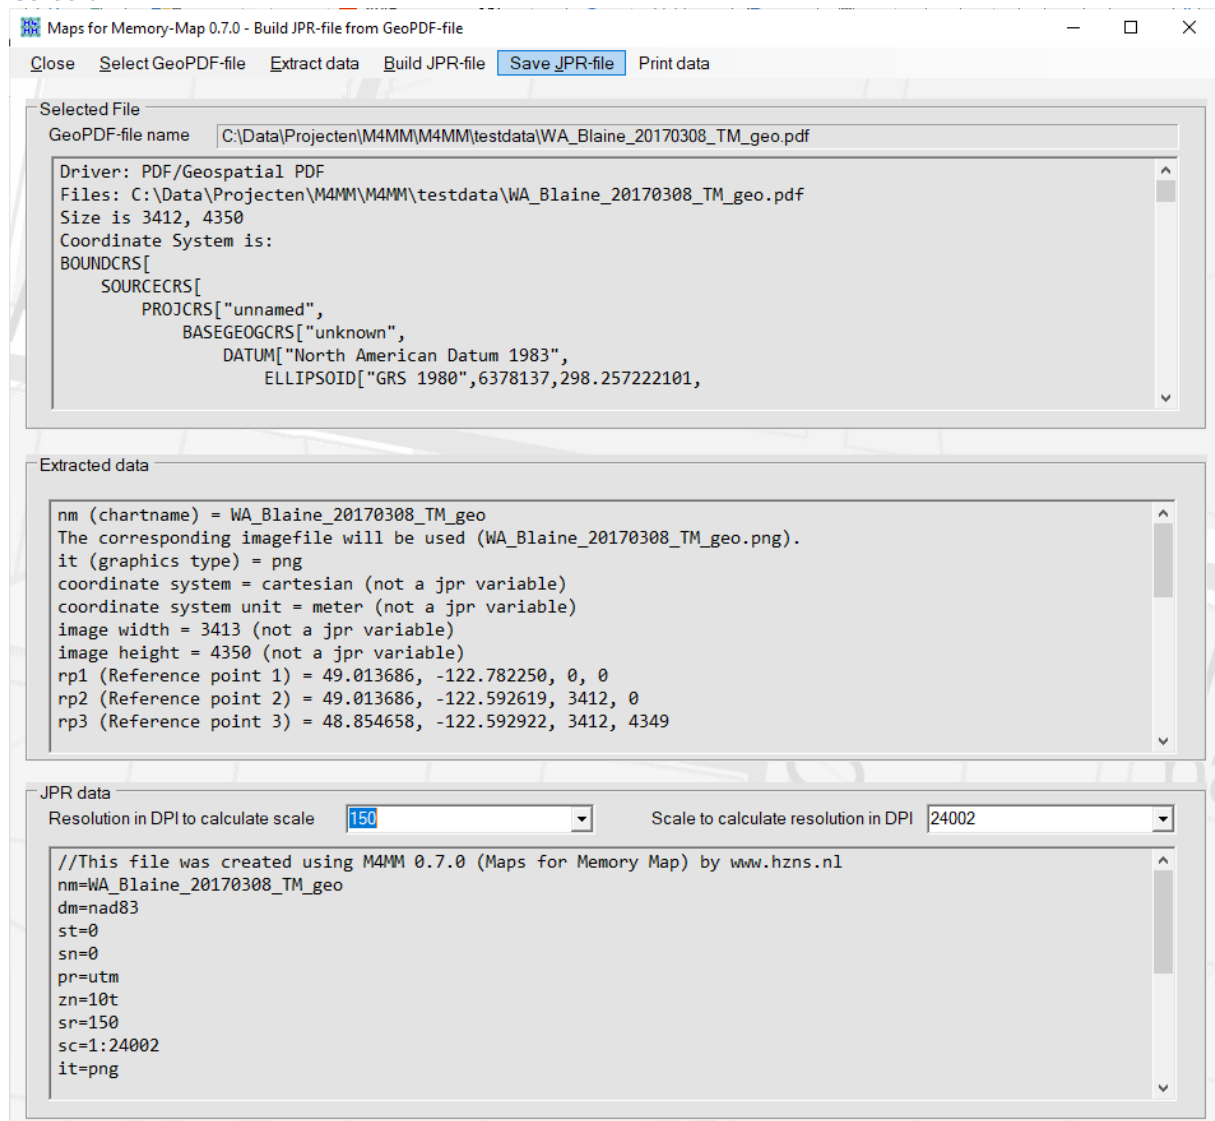 Maps for Memory-Map 0.7.0 - Build JPR-file from GeoPDF-file
Close Select GeoPDF-file Extract data Build JPR-file Save JPR-file Print data
Selected File
GeoPDF-file name C:\Data\Projecten\M4MM\M4MM\testdata\WA_Blaine_20170308_TM_geo.pdf
Driver: PDF/Geospatial PDF
Files: C:\Data\Projecten\M4MM\M4MM\testdata\WA_Blaine_20170308_TM_geo.pdf
Size is 3412, 4350
Coordinate System is:
BOUNDCRS[
SOURCECRS[
PROJCRS["unnamed",
BASEGEOGCRS["unknown",
DATUM["North American Datum 1983",
ELLIPSOID["GRS 1980",6378137,298.257222101,
Extracted data
nm (chartname) = WA_Blaine_20170308_TM_geo
The corresponding imagefile will be used (WA_Blaine_20170308_TM_geo.png).
it (graphics type) = png
coordinate system = cartesian (not a jpr variable)
coordinate system unit = meter (not a jpr variable)
image width = 3413 (not a jpr variable)
image height = 4350 (not a jpr variable)
rp1 (Reference point 1) = 49.013686, -122.782250, 0, 0
rp2 (Reference point 2) = 49.013686, -122.592619, 3412, 0
rp3 (Reference point 3) = 48.854658, -122.592922, 3412, 4349
JPR data
Resolution in DPI to calculate scale 150 Scale to calculate resolution in DPI 24002
//This file was created using M4MM 0.7.0 (Maps for Memory Map) by www.hzns.nl
nm=WA_Blaine_20170308_TM_geo
dm=nad83
st=0
sn=0
pr=utm
zn=10t
sr=150
sc=1:24002
it=png